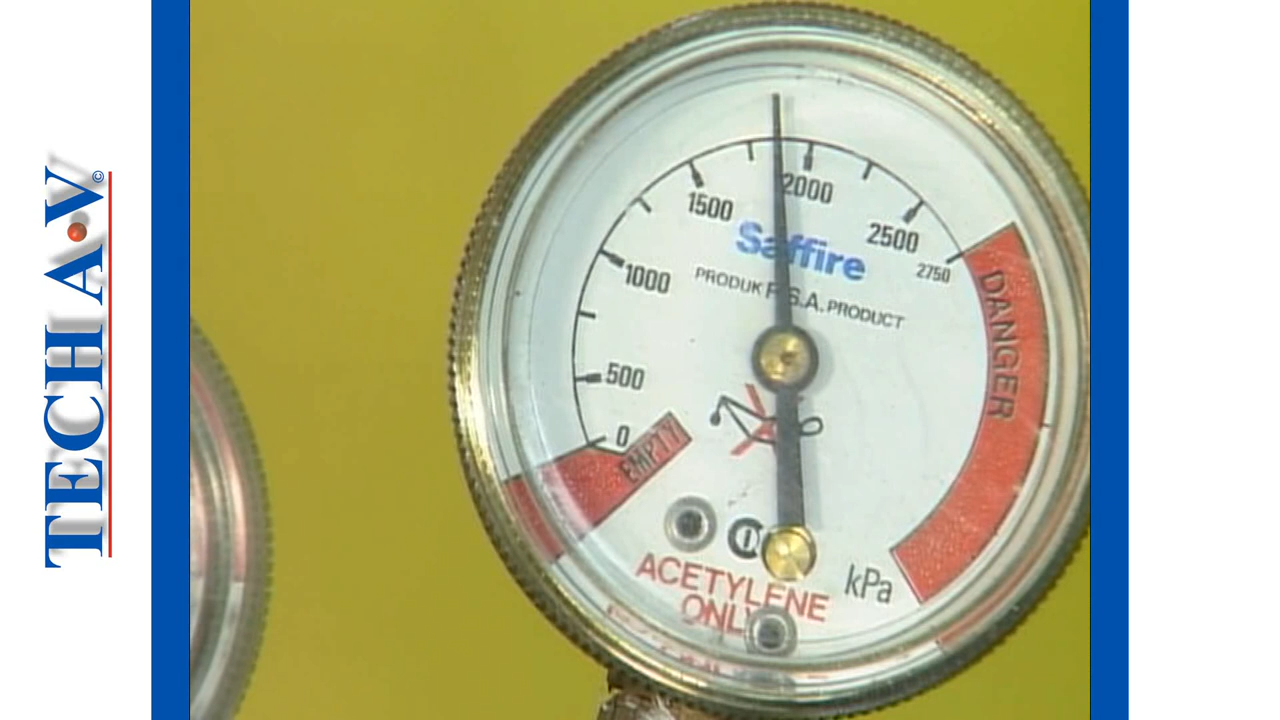 TECH A.V.©
2000
1500
2500
Saffire
2750
1000
PRODUK R.S.A. PRODUCT
DANGER
500
0
EMPTY
kPa
ACETYLENE
ONLY